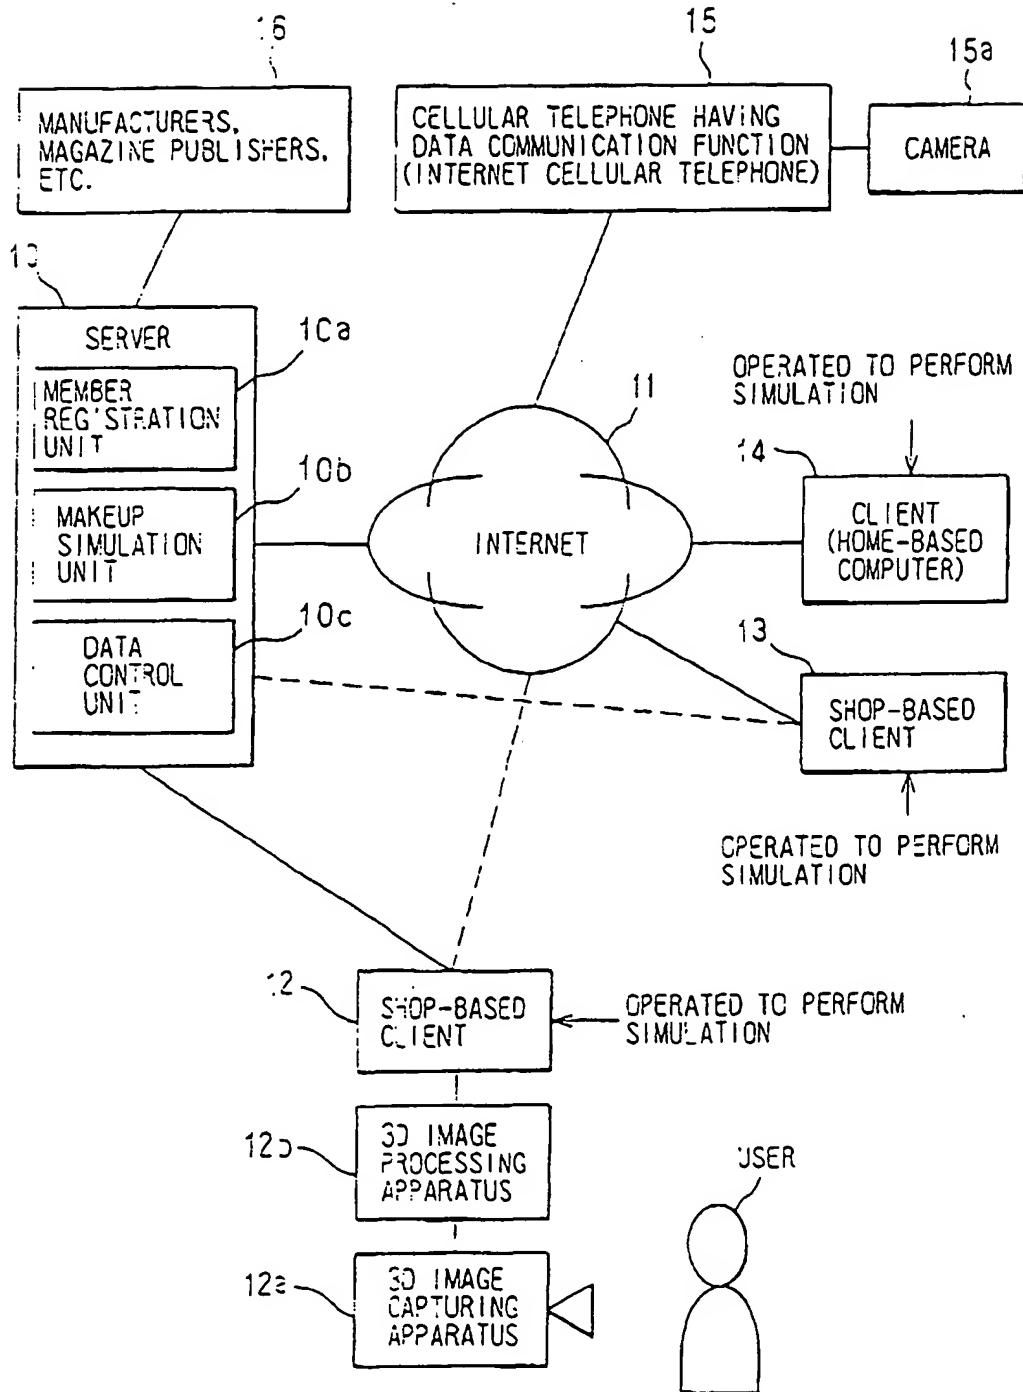 16
15
15a
MANUFACTURERS,
MAGAZINE PUBLISHERS,
ETC.
CELLULAR TELEPHONE HAVING
DATA COMMUNICATION FUNCTION
(INTERNET CELLULAR TELEPHONE)
CAMERA
10
SERVER
10a
MEMBER
REGISTRATION
UNIT
10b
MAKEUP
SIMULATION
UNIT
10c
DATA
CONTROL
UNIT
11
INTERNET
OPERATED TO PERFORM
SIMULATION
14
CLIENT
(HOME-BASED
COMPUTER)
13
SHOP-BASED
CLIENT
OPERATED TO PERFORM
SIMULATION
12
SHOP-BASED
CLIENT
OPERATED TO PERFORM
SIMULATION
12b
3D IMAGE
PROCESSING
APPARATUS
USER
12a
3D IMAGE
CAPTURING
APPARATUS